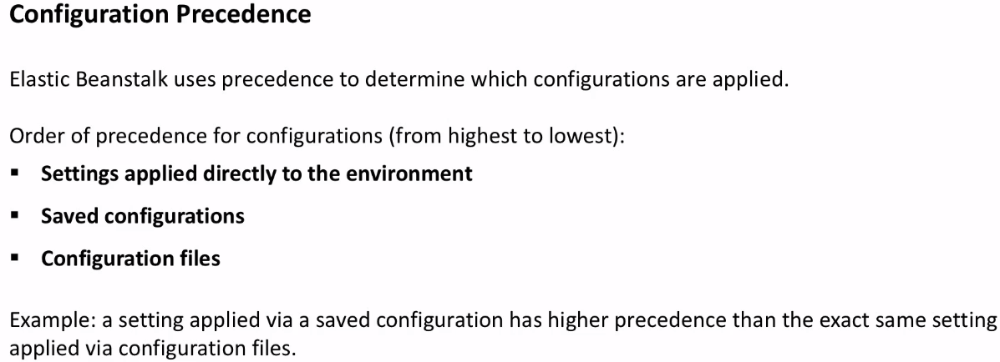 Configuration Precedence
Elastic Beanstalk uses precedence to determine which configurations are applied.
Order of precedence for configurations (from highest to lowest):
▪ Settings applied directly to the environment
▪ Saved configurations
▪ Configuration files
Example: a setting applied via a saved configuration has higher precedence than the exact same setting
applied via configuration files.